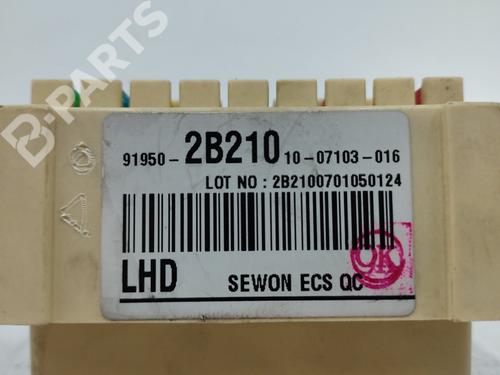 B-PARTS
91950-2B210 10-07103-016
LOT NO : 2B2100701050124
LHD SEWON ECS QC
OK